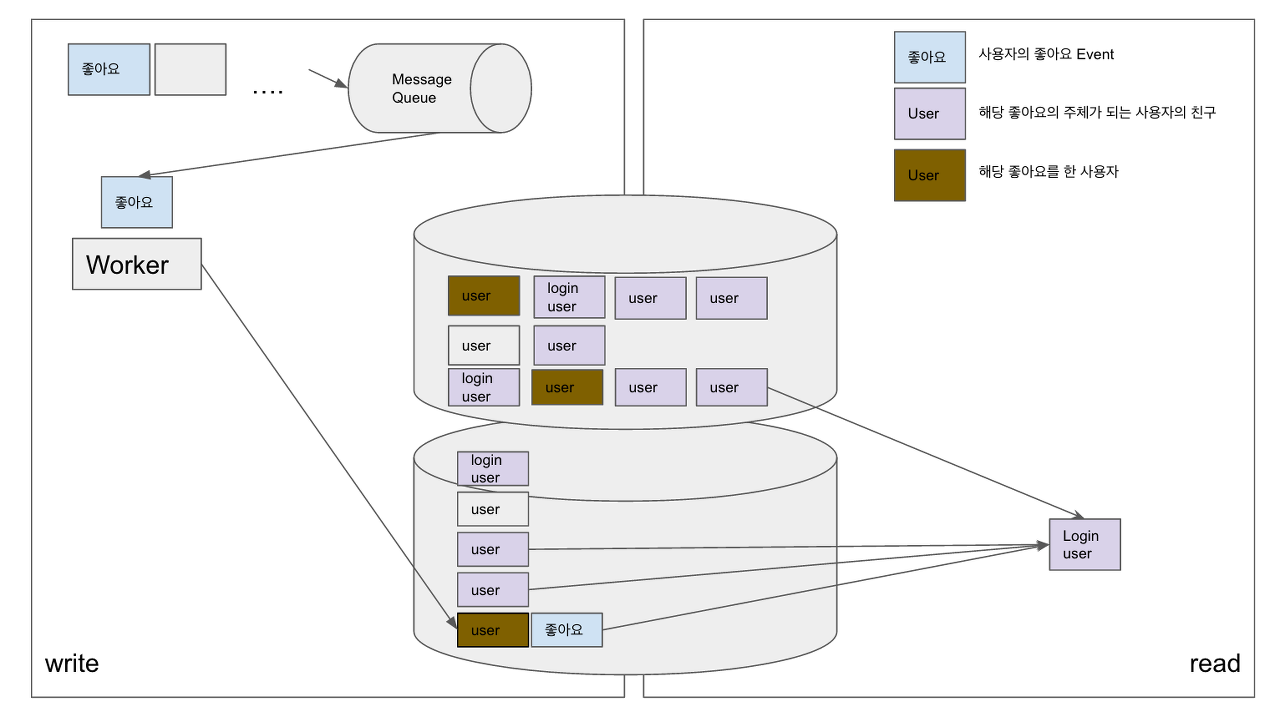 좋아요
....
Message
Queue
좋아요
사용자의 좋아요 Event
User
해당 좋아요의 주체가 되는 사용자의 친구
User
해당 좋아요를 한 사용자
좋아요
Worker
user
login
user
user
user
user
user
login
user
user
user
user
login
user
user
user
user
user
좋아요
Login
user
write
read